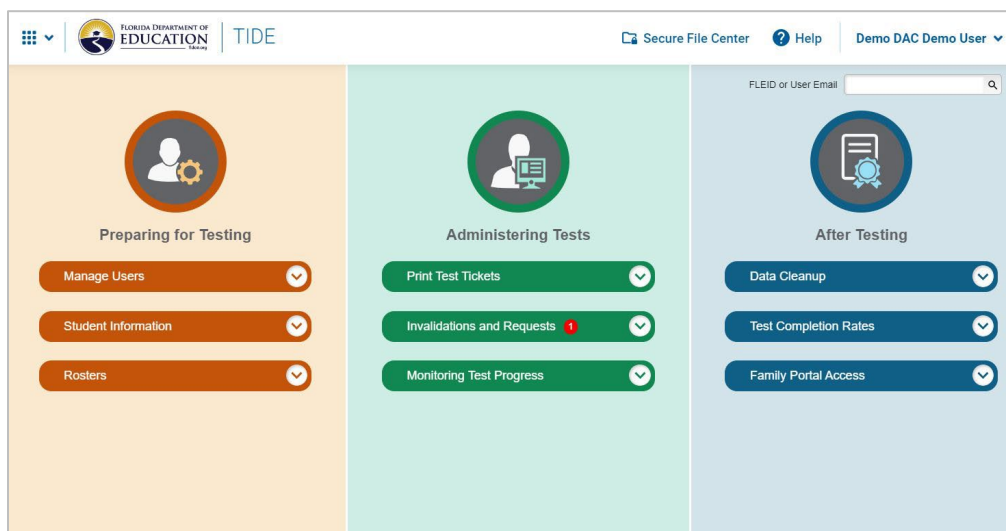 FLORIDA DEPARTMENT OF
EDUCATION
fldoe.org
TIDE
Secure File Center
Help
Demo DAC Demo User
FLEID or User Email
Preparing for Testing
Manage Users
Student Information
Rosters
Administering Tests
Print Test Tickets
Invalidations and Requests 1
Monitoring Test Progress
After Testing
Data Cleanup
Test Completion Rates
Family Portal Access